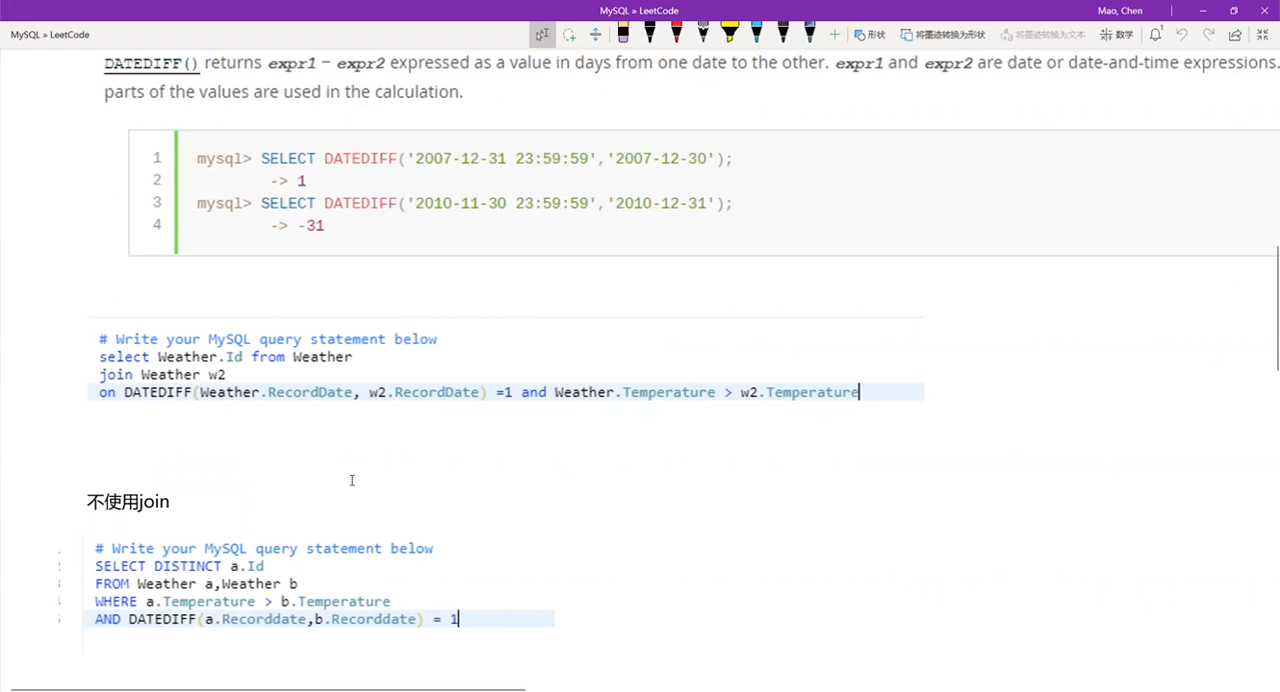 MySQL » LeetCode
Mao, Chen
MySQL » LeetCode
形状
将墨迹转换为形状
将墨迹转换为文本
数学
DATEDIFF() returns expr1 − expr2 expressed as a value in days from one date to the other. expr1 and expr2 are date or date-and-time expressions.
parts of the values are used in the calculation.
1 mysql> SELECT DATEDIFF('2007-12-31 23:59:59','2007-12-30');
2 -> 1
3 mysql> SELECT DATEDIFF('2010-11-30 23:59:59','2010-12-31');
4 -> -31
# Write your MySQL query statement below
select Weather.Id from Weather
join Weather w2
on DATEDIFF(Weather.RecordDate, w2.RecordDate) =1 and Weather.Temperature > w2.Temperature
不使用join
# Write your MySQL query statement below
SELECT DISTINCT a.Id
FROM Weather a,Weather b
WHERE a.Temperature > b.Temperature
AND DATEDIFF(a.Recorddate,b.Recorddate) = 1